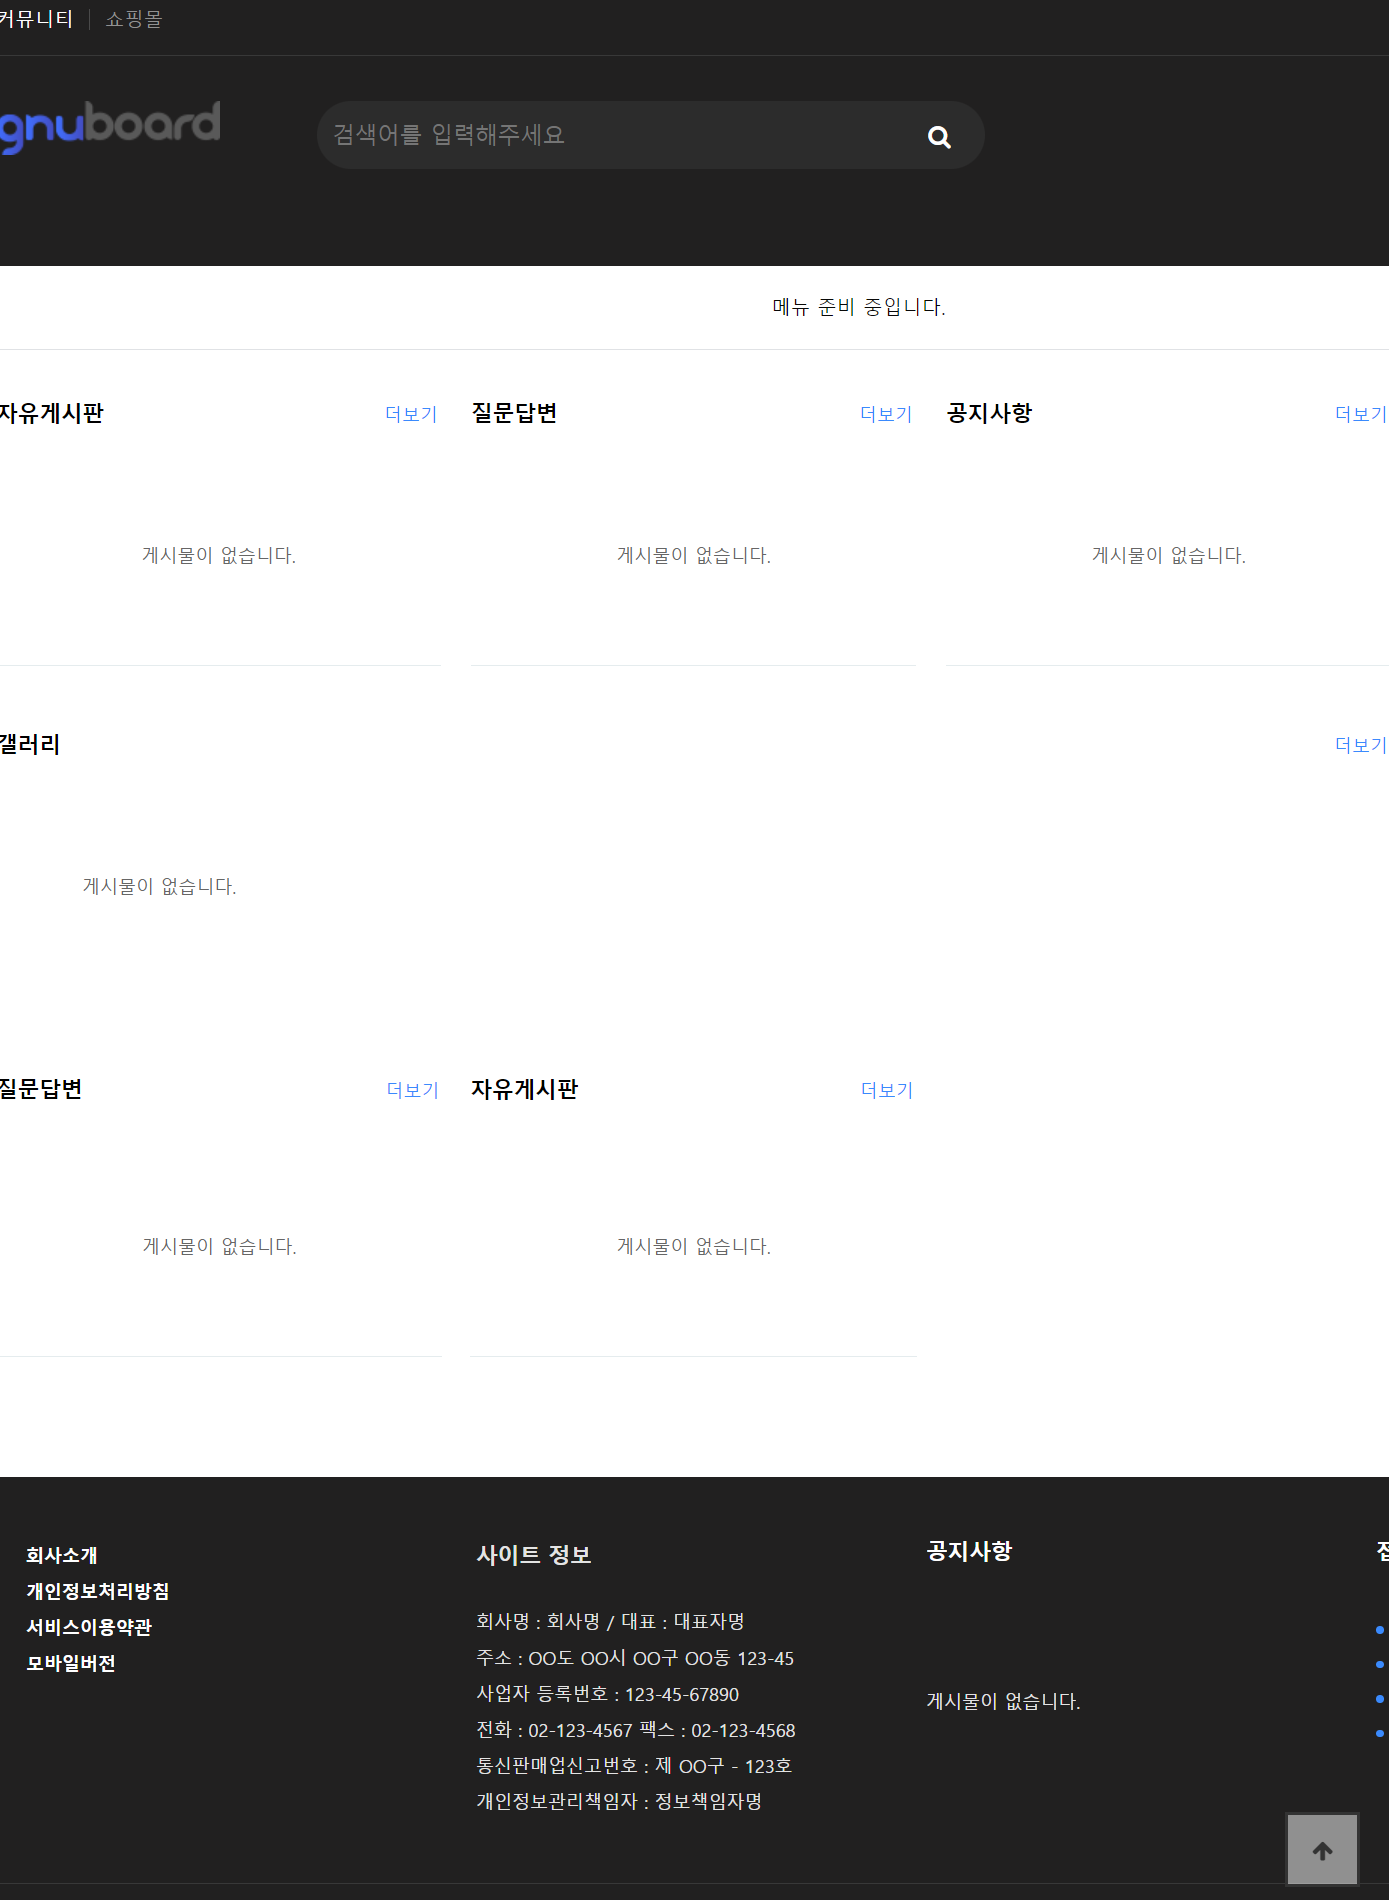 커뮤니티 쇼핑몰
gnuboard
검색어를 입력해주세요
메뉴 준비 중입니다.
자유게시판 더보기 질문답변 더보기 공지사항 더보기
게시물이 없습니다. 게시물이 없습니다. 게시물이 없습니다.
갤러리 더보기
게시물이 없습니다.
질문답변 더보기 자유게시판 더보기
게시물이 없습니다. 게시물이 없습니다.
회사소개
개인정보처리방침
서비스이용약관
모바일버전
사이트 정보
회사명 : 회사명 / 대표 : 대표자명
주소 : OO도 OO시 OO구 OO동 123-45
사업자 등록번호 : 123-45-67890
전화 : 02-123-4567 팩스 : 02-123-4568
통신판매업신고번호 : 제 OO구 - 123호
개인정보관리책임자 : 정보책임자명
공지사항
게시물이 없습니다.